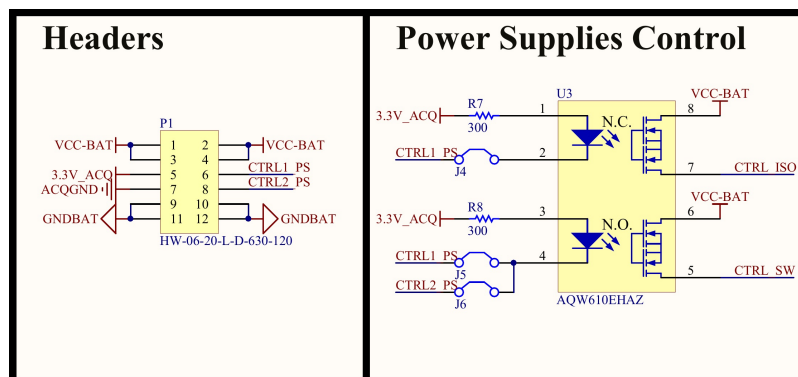 Headers
P1
VCC-BAT 1 2 VCC-BAT
3 4
3.3V_ACQ 5 6 CTRL1_PS
ACQGND 7 8 CTRL2_PS
9 10
GNDBAT 11 12 GNDBAT
HW-06-20-L-D-630-120
Power Supplies Control
U3
3.3V_ACQ R7 300 1 N.C. 8 VCC-BAT
CTRL1_PS J4 2 7 CTRL_ISO
3.3V_ACQ R8 300 3 N.O. 6 VCC-BAT
CTRL1_PS J5 4 5 CTRL_SW
CTRL2_PS J6
AQW610EHAZ